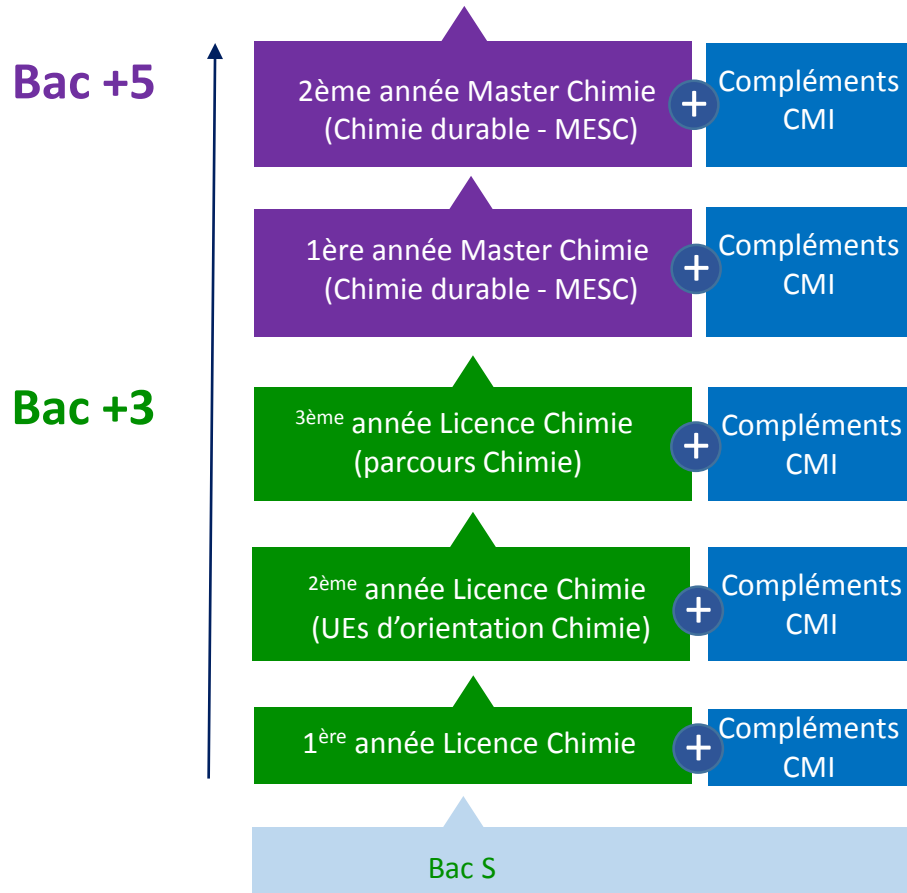 Bac +5
2ème année Master Chimie
(Chimie durable - MESC)
+
Compléments
CMI
1ère année Master Chimie
(Chimie durable - MESC)
+
Compléments
CMI
Bac +3
3ème année Licence Chimie
(parcours Chimie)
+
Compléments
CMI
2ème année Licence Chimie
(UEs d'orientation Chimie)
+
Compléments
CMI
1ère année Licence Chimie
+
Compléments
CMI
Bac S